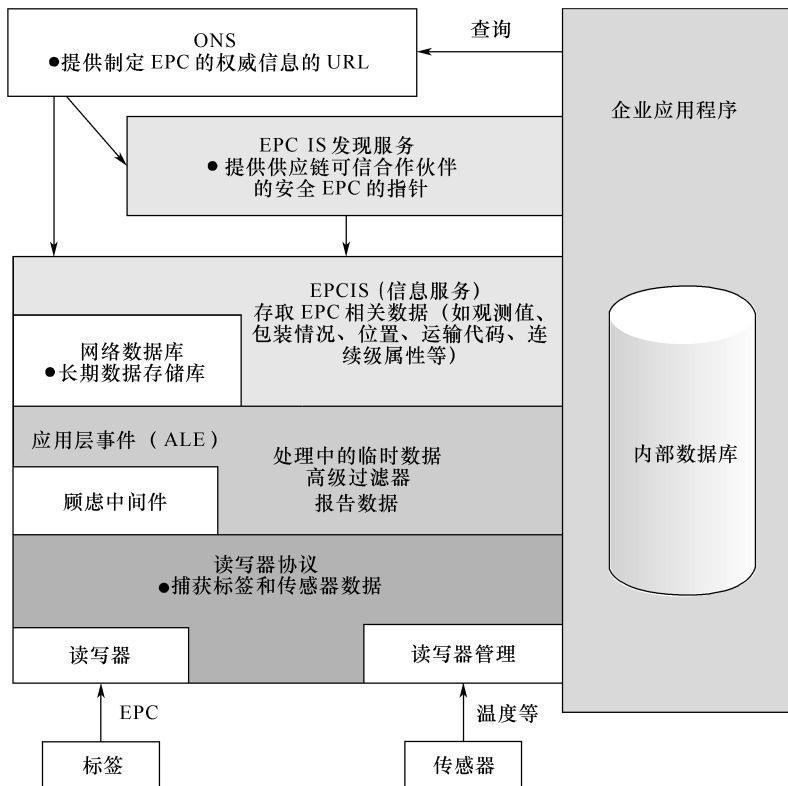 ONS
●提供制定 EPC 的权威信息的 URL
查询
企业应用程序
EPC IS 发现服务
●提供供应链可信合作伙伴
的安全 EPC 的指针
EPCIS (信息服务)
存取 EPC 相关数据（如观测值、
包装情况、位置、运输代码、连
续级属性等）
网络数据库
●长期数据存储库
应用层事件（ALE）
处理中的临时数据
高级过滤器
报告数据
顾虑中间件
内部数据库
读写器协议
●捕获标签和传感器数据
读写器
读写器管理
EPC
温度等
标签
传感器